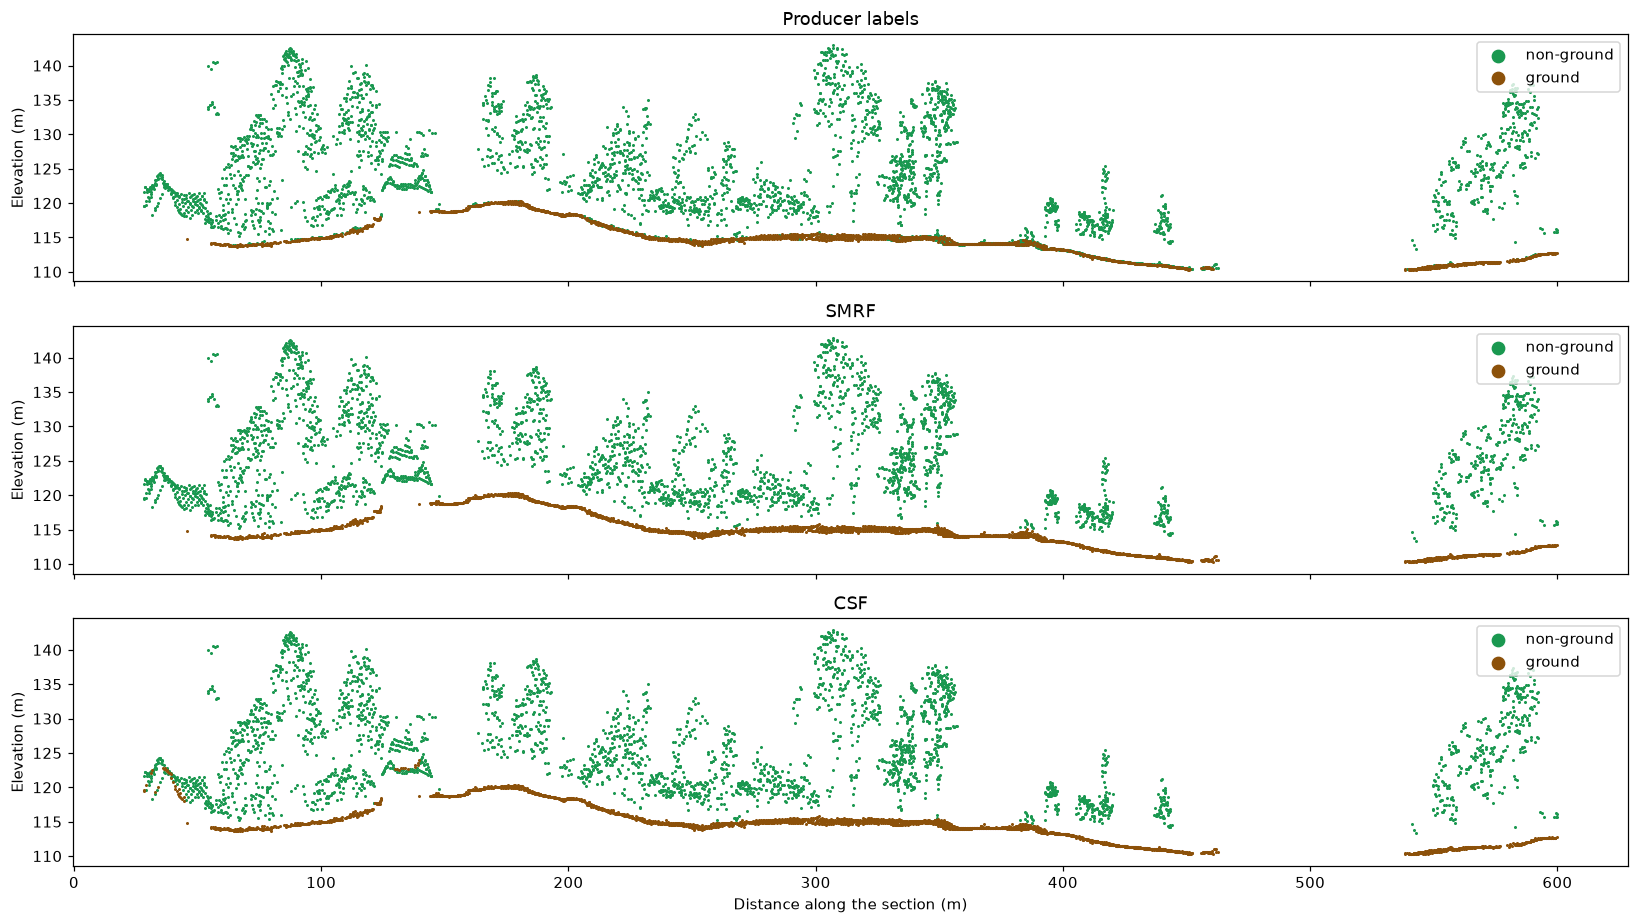 Producer labels
Elevation (m)
140
135
130
125
120
115
110
non-ground
ground
SMRF
Elevation (m)
140
135
130
125
120
115
110
non-ground
ground
CSF
Elevation (m)
140
135
130
125
120
115
110
non-ground
ground
0 100 200 300 400 500 600
Distance along the section (m)